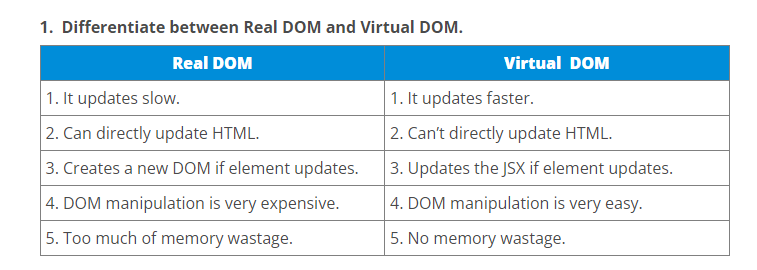 1. Differentiate between Real DOM and Virtual DOM.
Real DOM
Virtual DOM
1. It updates slow.
1. It updates faster.
2. Can directly update HTML.
2. Can’t directly update HTML.
3. Creates a new DOM if element updates.
3. Updates the JSX if element updates.
4. DOM manipulation is very expensive.
4. DOM manipulation is very easy.
5. Too much of memory wastage.
5. No memory wastage.